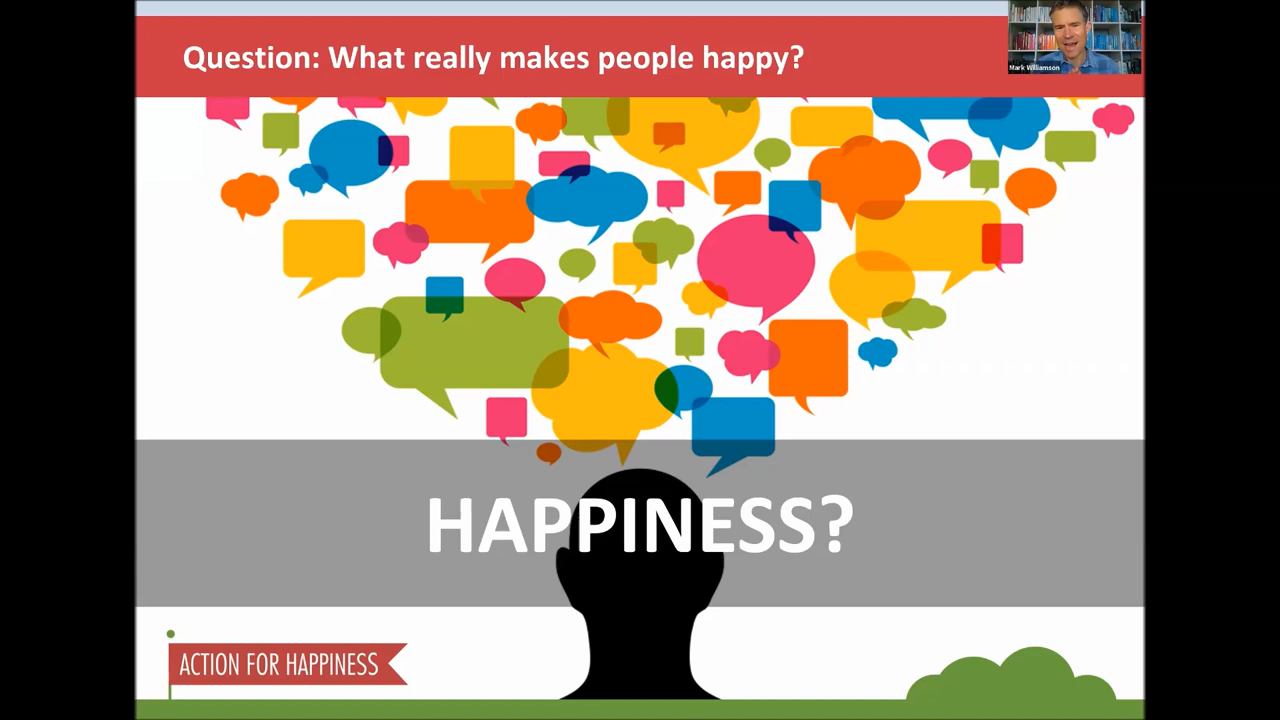 Question: What really makes people happy?
Mark Williamson
HAPPINESS?
ACTION FOR HAPPINESS